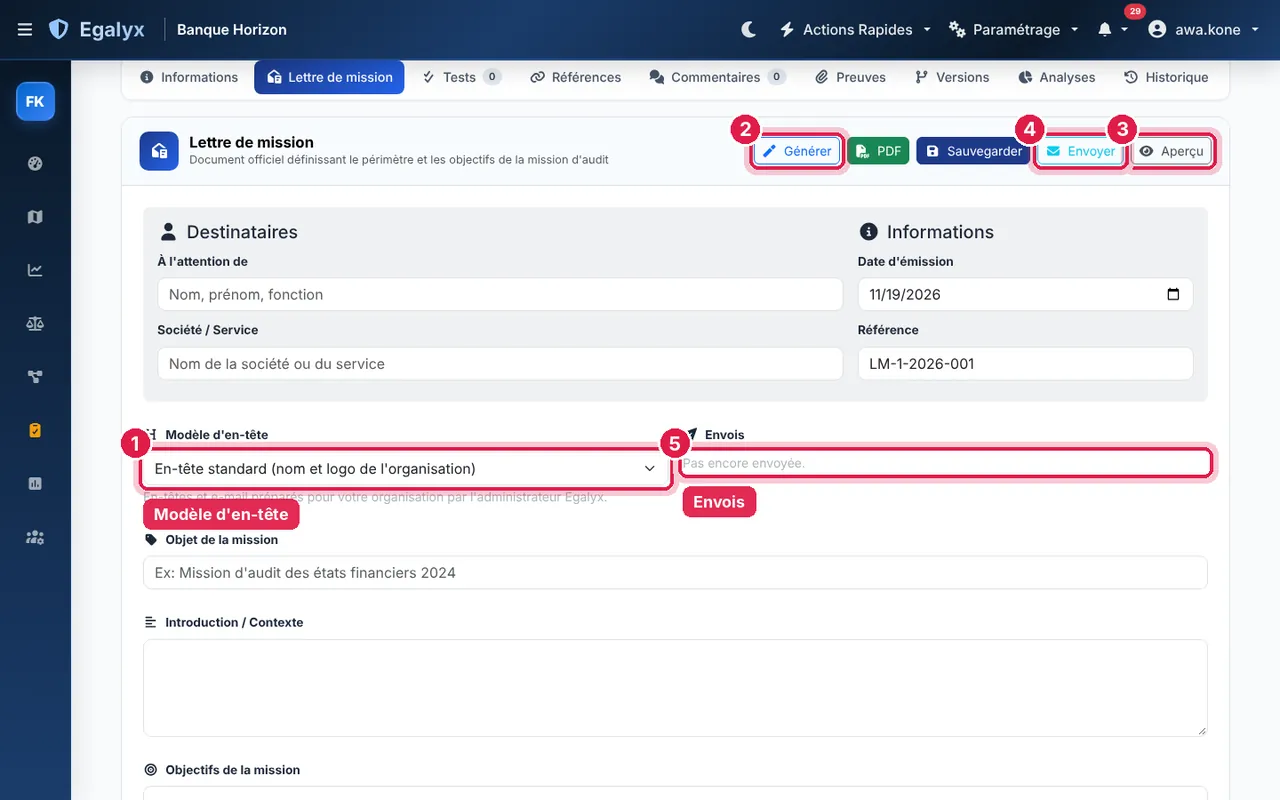 Egalyx
Banque Horizon
Actions Rapides
Paramétrage
29
awa.kone
FK
Informations
Lettre de mission
Tests 0
Références
Commentaires 0
Preuves
Versions
Analyses
Historique
Lettre de mission
Document officiel définissant le périmètre et les objectifs de la mission d'audit
2
Générer
PDF
Sauvegarder
4
Envoyer
3
Aperçu
Destinataires
À l'attention de
Nom, prénom, fonction
Société / Service
Nom de la société ou du service
Informations
Date d'émission
11/19/2026
Référence
LM-1-2026-001
1
Modèle d'en-tête
En-tête standard (nom et logo de l'organisation)
En-têtes et e-mail préparés pour votre organisation par l'administrateur Egalyx.
Modèle d'en-tête
5
Envois
Pas encore envoyée.
Envois
Objet de la mission
Ex: Mission d'audit des états financiers 2024
Introduction / Contexte
Objectifs de la mission